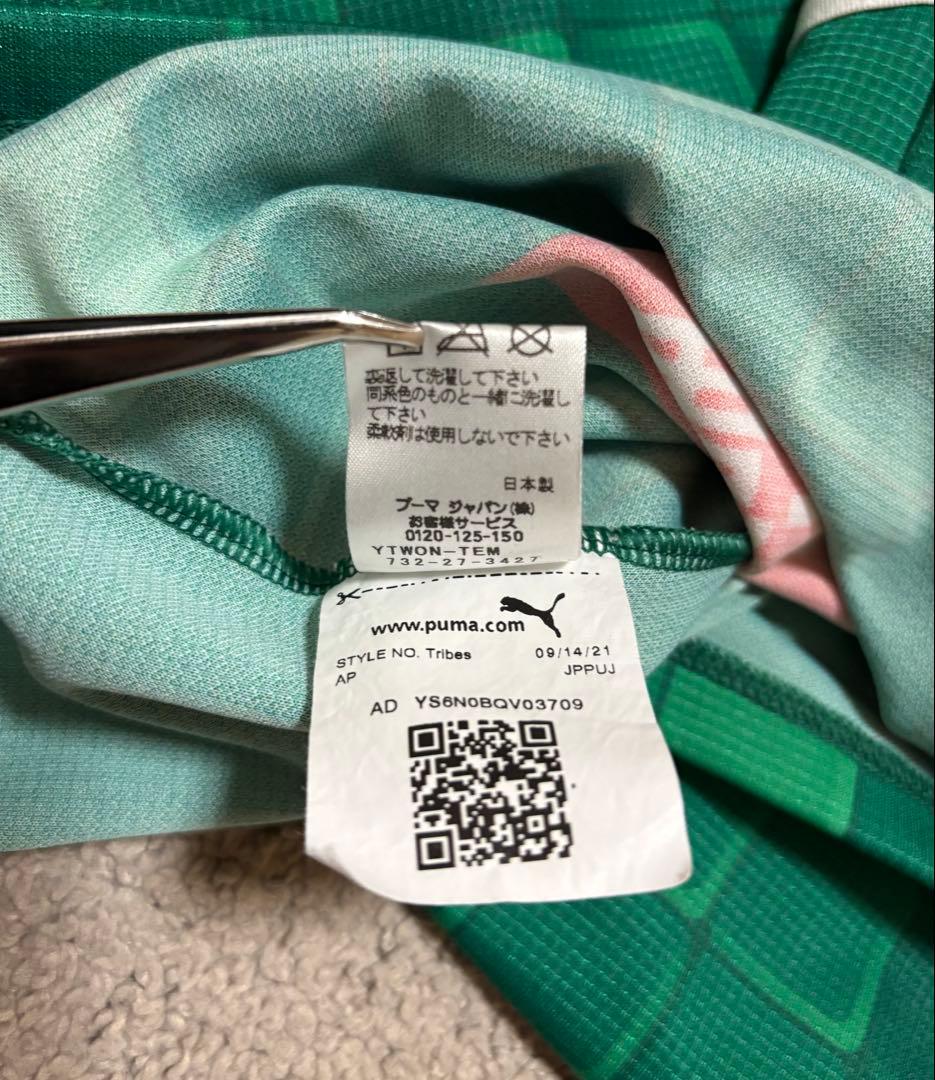 裏返して洗濯して下さい
同系色のものと一緒に洗濯し
て下さい
柔軟剤は使用しないで下さい
日本製
プーマ ジャパン(株)
お客様サービス
0120-125-150
YTWON-TEM
732-27-3427
www.puma.com
STYLE NO. Tribes 09/14/21
AP JPPUJ
AD YS6N0BQV03709